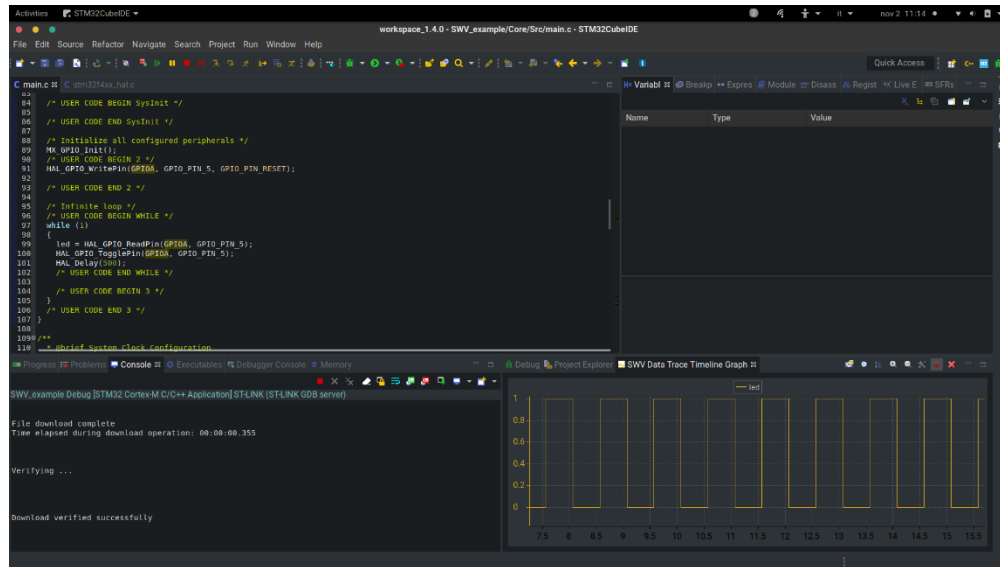 Activities STM32CubeIDE ▾ it ▾ nov 2 11:14
workspace_1.4.0 - SWV_example/Core/Src/main.c - STM32CubeIDE
File Edit Source Refactor Navigate Search Project Run Window Help
Quick Access
main.c stm32f4xx_hal.c
83
84 /* USER CODE BEGIN SysInit */
85
86 /* USER CODE END SysInit */
87
88 /* Initialize all configured peripherals */
89 MX_GPIO_Init();
90 /* USER CODE BEGIN 2 */
91 HAL_GPIO_WritePin(GPIOA, GPIO_PIN_5, GPIO_PIN_RESET);
92
93 /* USER CODE END 2 */
94
95 /* Infinite loop */
96 /* USER CODE BEGIN WHILE */
97 while (1)
98 {
99 led = HAL_GPIO_ReadPin(GPIOA, GPIO_PIN_5);
100 HAL_GPIO_TogglePin(GPIOA, GPIO_PIN_5);
101 HAL_Delay(500);
102 /* USER CODE END WHILE */
103
104 /* USER CODE BEGIN 3 */
105 }
106 /* USER CODE END 3 */
107 }
108
109 /**
110 * @brief System Clock Configuration
Variabl Breakp Expres Module Disass Regist Live E SFRs
Name Type Value
Progress Problems Console Executables Debugger Console Memory
SWV_example Debug [STM32 Cortex-M C/C++ Application] ST-LINK (ST-LINK GDB server)
File download complete
Time elapsed during download operation: 00:00:00.355
Verifying ...
Download verified successfully
Debug Project Explorer SWV Data Trace Timeline Graph
led
1
0.8
0.6
0.4
0.2
0
7.5 8 8.5 9 9.5 10 10.5 11 11.5 12 12.5 13 13.5 14 14.5 15 15.5